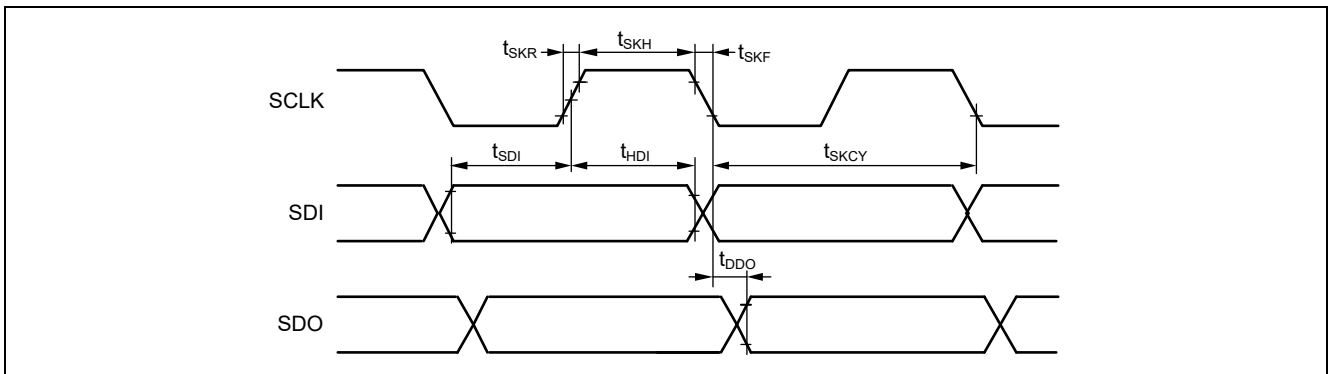 tSKR
tSKH
tSKF
SCLK
tSDI
tHDI
tSKCY
SDI
tDDO
SDO